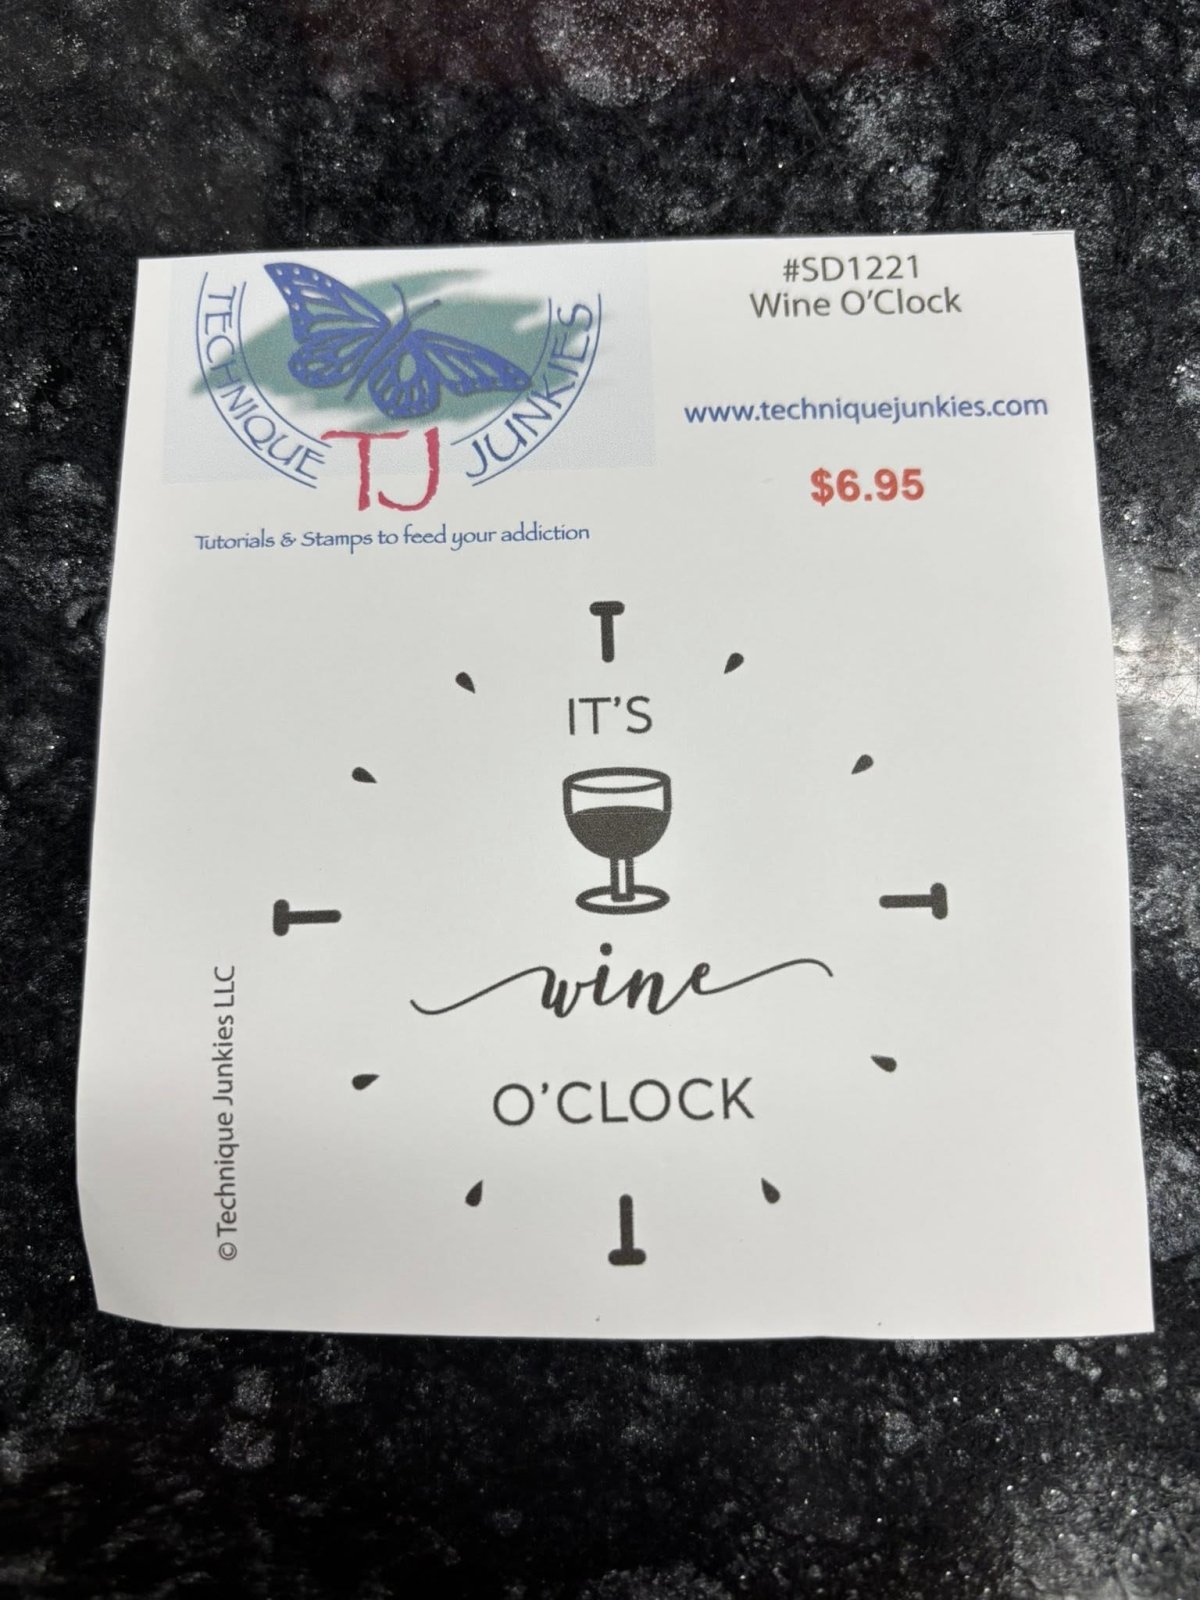 TECHNIQUE JUNKIES
TJ
Tutorials & Stamps to feed your addiction
#SD1221
Wine O'Clock
www.techniquejunkies.com
$6.95
IT'S
wine
O'CLOCK
© Technique Junkies LLC